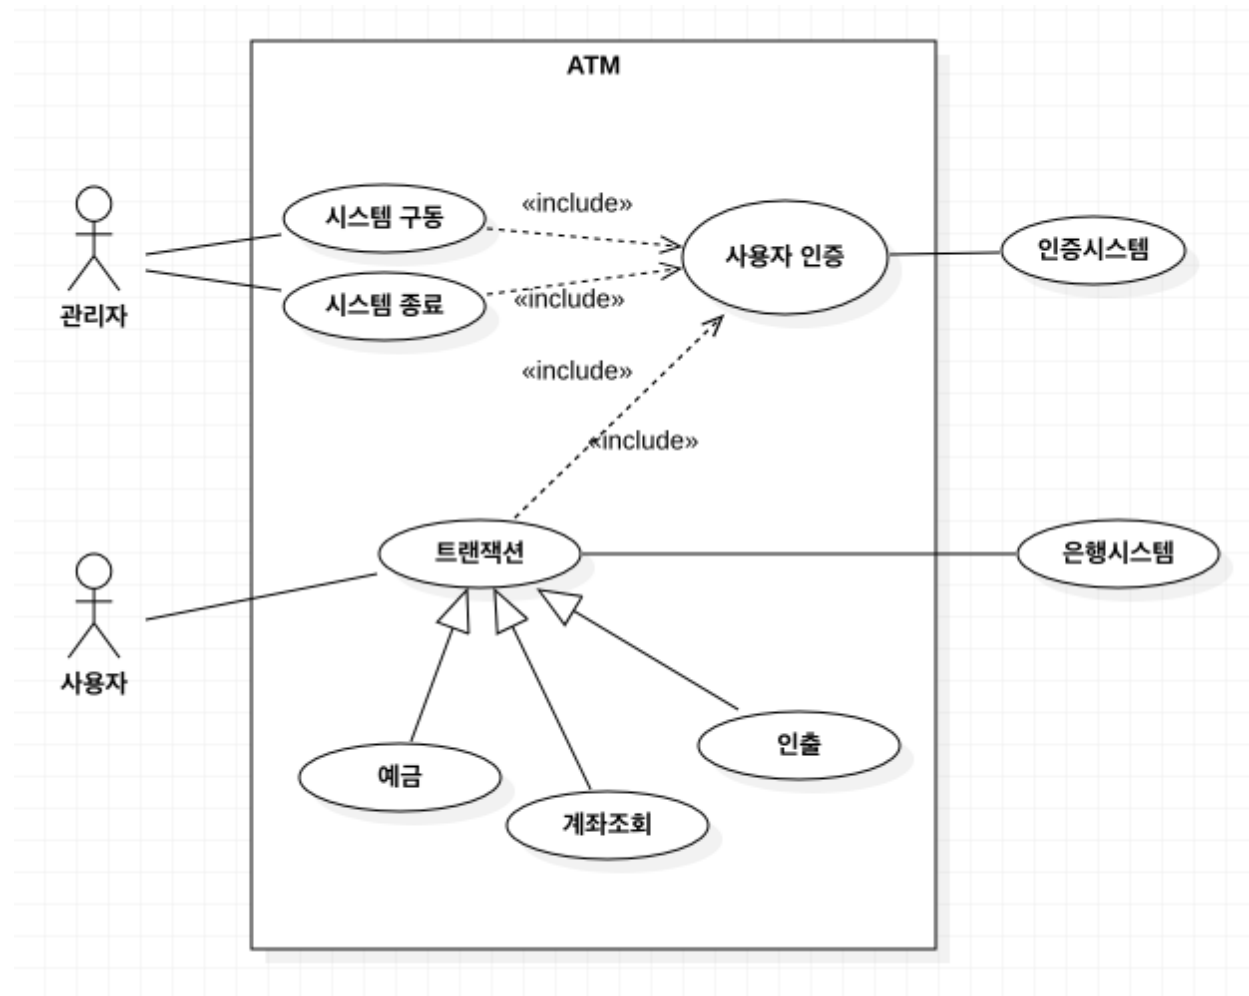 ATM
시스템 구동
«include»
사용자 인증
인증시스템
관리자
시스템 종료
«include»
«include»
«include»
트랜잭션
은행시스템
사용자
예금
계좌조회
인출